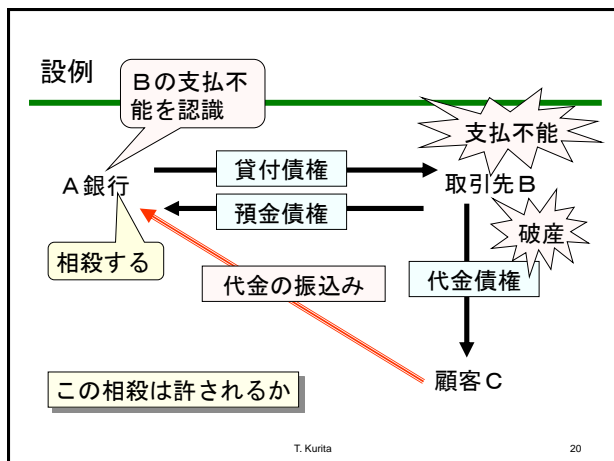 設例
Ｂの支払不
能を認識
支払不能
貸付債権
Ａ銀行
取引先Ｂ
預金債権
破産
相殺する
代金の振込み
代金債権
顧客Ｃ
この相殺は許されるか
T. Kurita
20